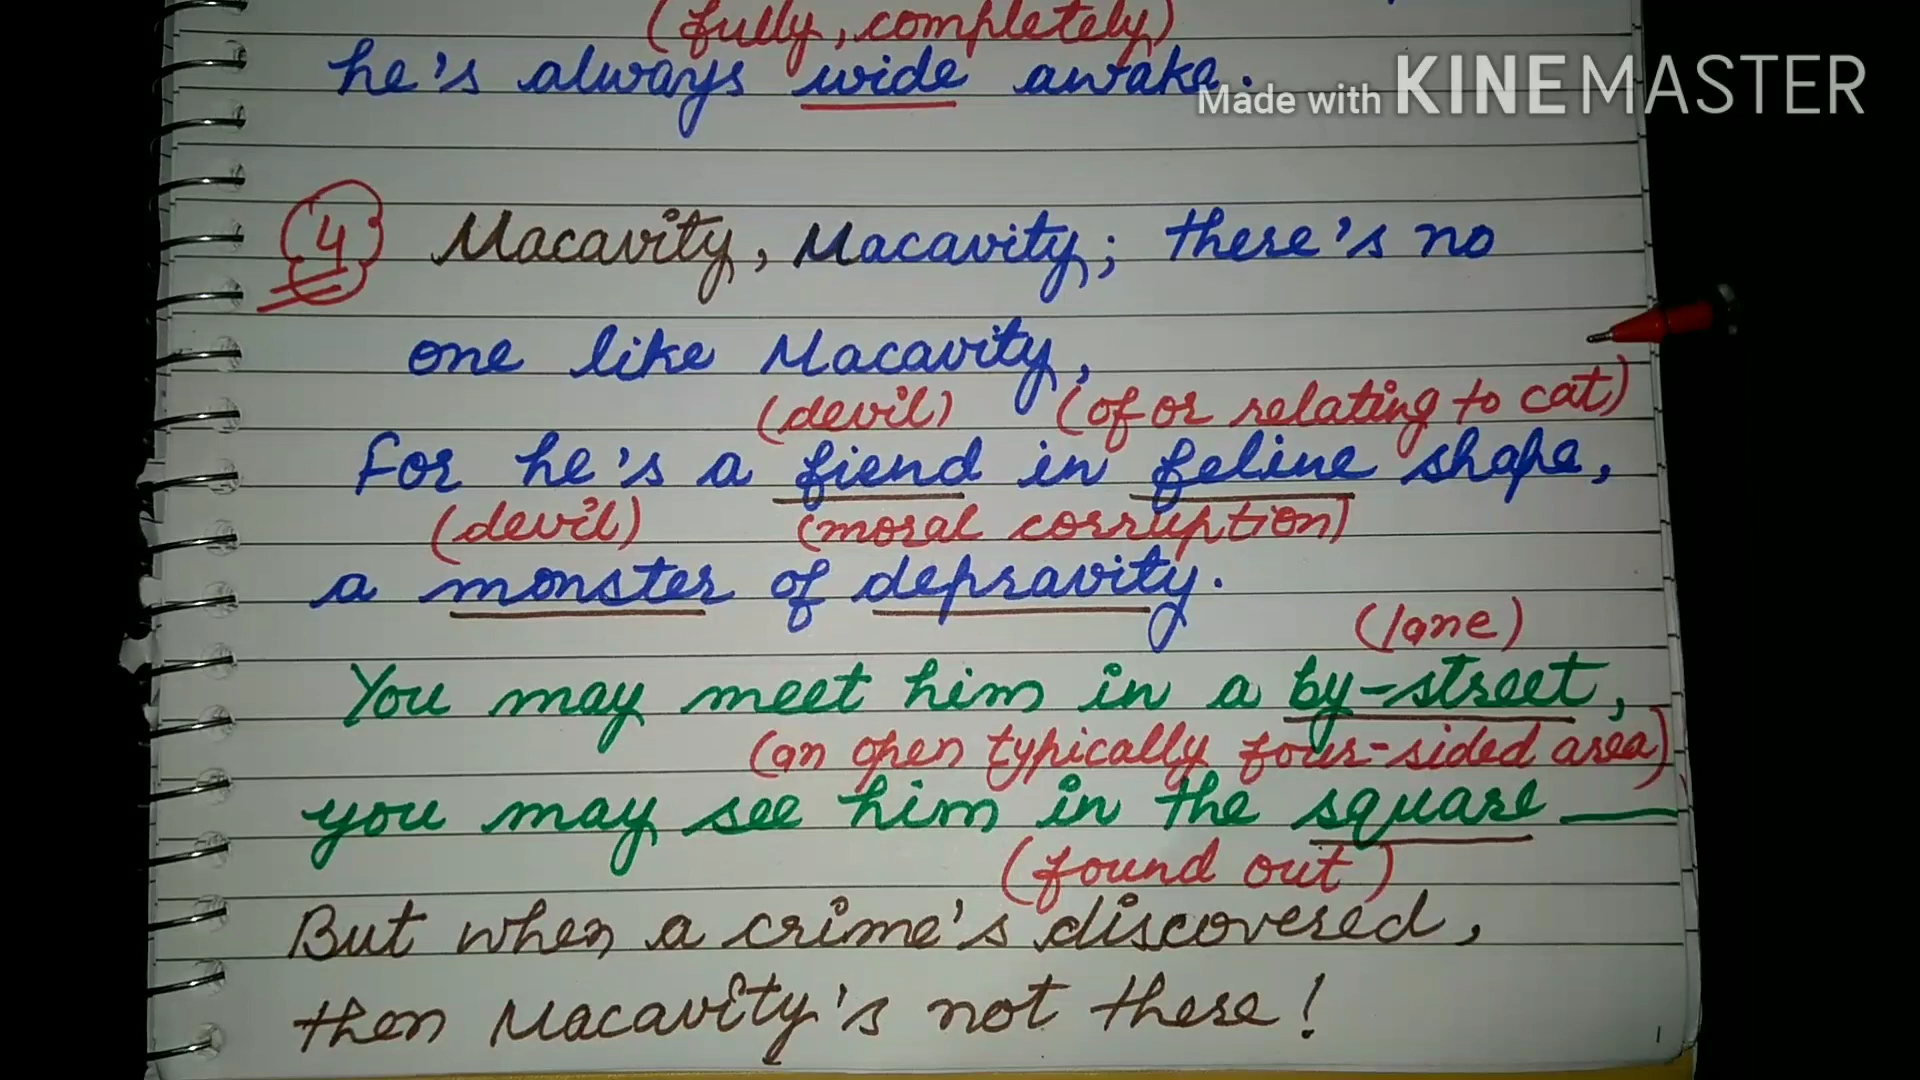 (fully, completely)
he's always wide awake.
Made with KINEMASTER
4 Macavity, Macavity; there's no
one like Macavity,
(devil) (of or relating to cat)
For he's a fiend in feline shape,
(devil) (moral corruption)
a monster of depravity.
(lane)
You may meet him in a by-street,
(an open typically four-sided area)
you may see him in the square —
(found out)
But when a crime's discovered,
then Macavity's not there!